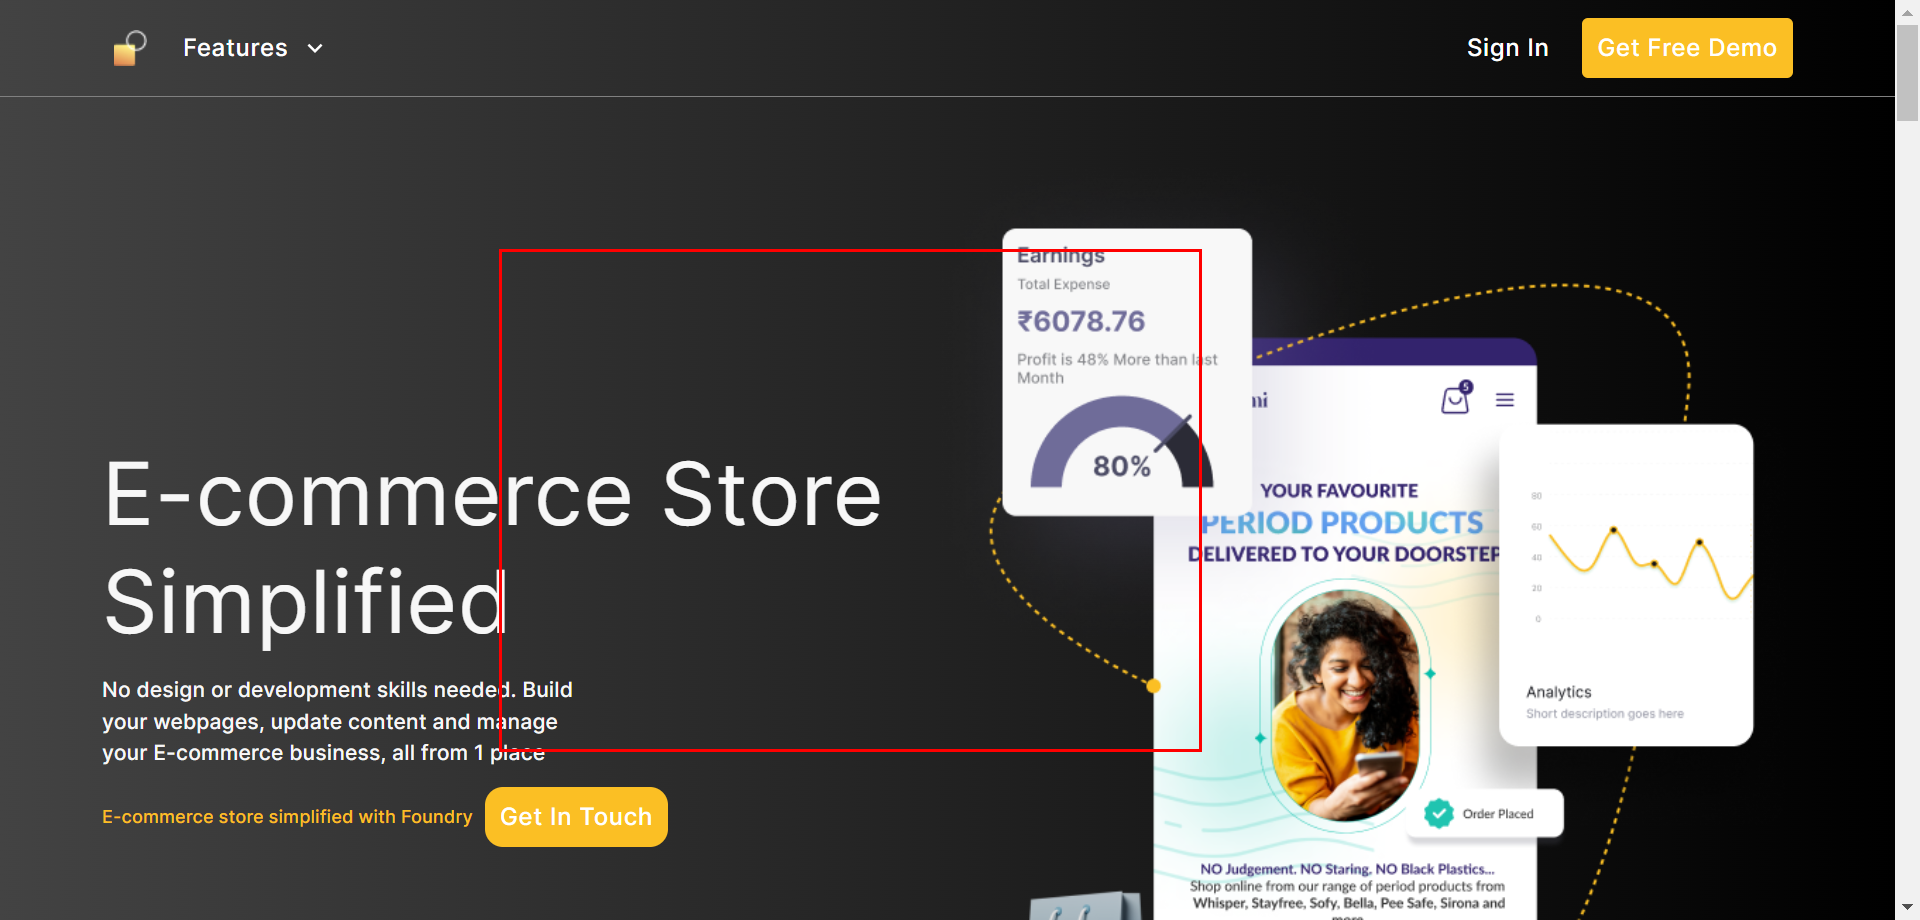 Features
Sign In
Get Free Demo
E-commerce Store
Simplified
No design or development skills needed. Build
your webpages, update content and manage
your E-commerce business, all from 1 place
E-commerce store simplified with Foundry
Get In Touch
Earnings
Total Expense
₹6078.76
Profit is 48% More than last
Month
80%
5
YOUR FAVOURITE
PERIOD PRODUCTS
DELIVERED TO YOUR DOORSTEP
80
60
40
20
0
Analytics
Short description goes here
Order Placed
NO Judgement. NO Staring. NO Black Plastics...
Shop online from our range of period products from
Whisper, Stayfree, Sofy, Bella, Pee Safe, Sirona and